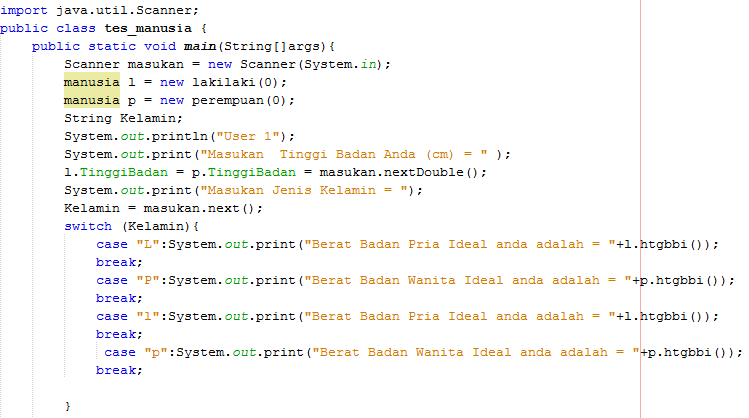 import java.util.Scanner;
public class tes_manusia {
    public static void main(String[]args){
        Scanner masukan = new Scanner(System.in);
        manusia l = new lakilaki(0);
        manusia p = new perempuan(0);
        String Kelamin;
        System.out.println("User 1");
        System.out.print("Masukan  Tinggi Badan Anda (cm) = " );
        l.TinggiBadan = p.TinggiBadan = masukan.nextDouble();
        System.out.print("Masukan Jenis Kelamin = ");
        Kelamin = masukan.next();
        switch (Kelamin){
            case "L":System.out.print("Berat Badan Pria Ideal anda adalah = "+l.htgbbi());
            break;
            case "P":System.out.print("Berat Badan Wanita Ideal anda adalah = "+p.htgbbi());
            break;
            case "l":System.out.print("Berat Badan Pria Ideal anda adalah = "+l.htgbbi());
            break;
             case "p":System.out.print("Berat Badan Wanita Ideal anda adalah = "+p.htgbbi());
            break;
        }